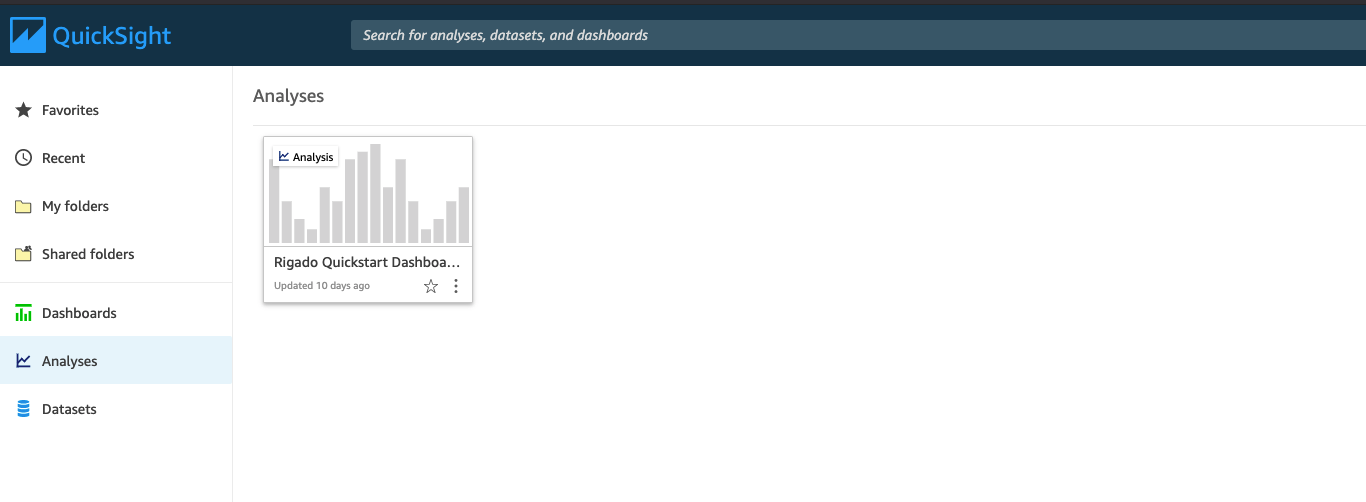 QuickSight
Search for analyses, datasets, and dashboards
Favorites
Recent
My folders
Shared folders
Dashboards
Analyses
Datasets
Analyses
Analysis
Rigado Quickstart Dashboa...
Updated 10 days ago